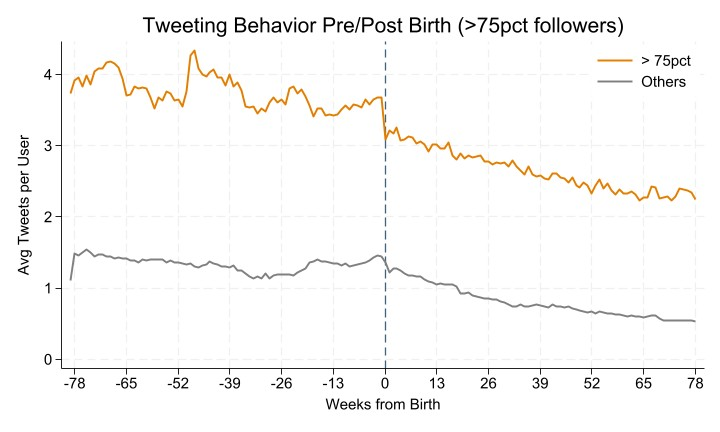 Tweeting Behavior Pre/Post Birth (>75pct followers)
> 75pct
Others
Avg Tweets per User
4
3
2
1
0
-78 -65 -52 -39 -26 -13 0 13 26 39 52 65 78
Weeks from Birth